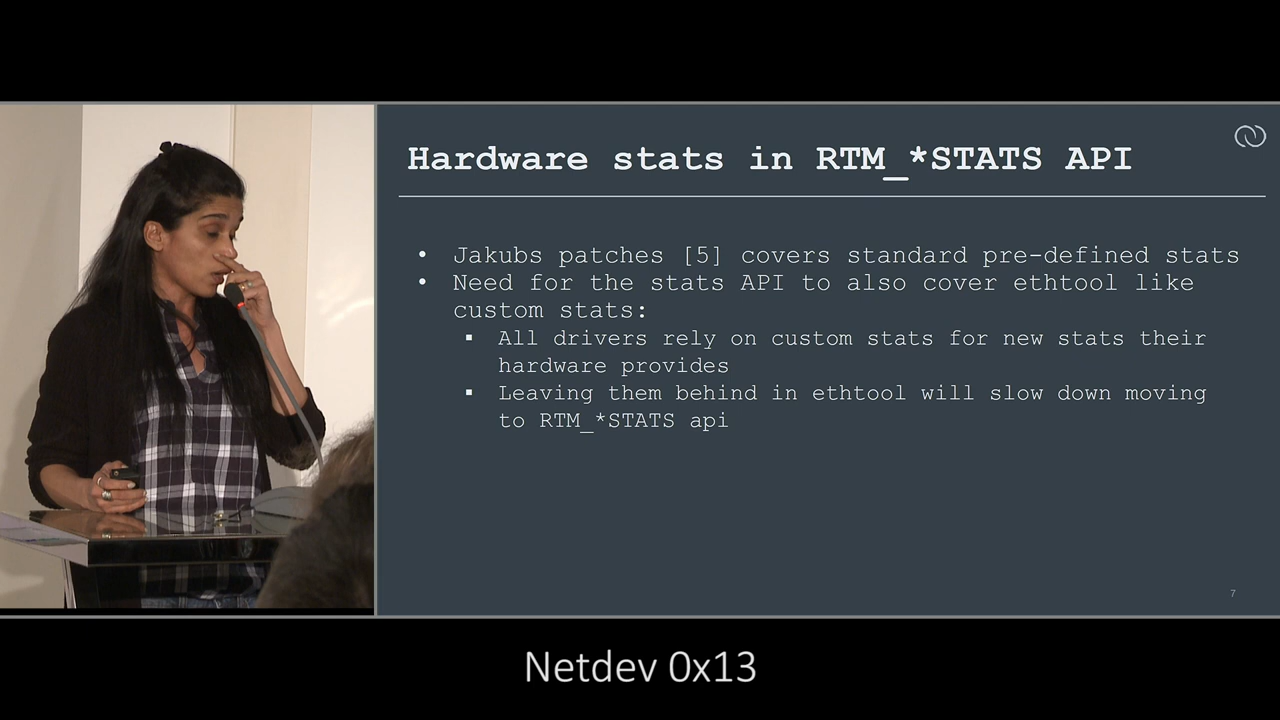 Hardware stats in RTM_*STATS API
• Jakubs patches [5] covers standard pre-defined stats
• Need for the stats API to also cover ethtool like
custom stats:
▪ All drivers rely on custom stats for new stats their
hardware provides
▪ Leaving them behind in ethtool will slow down moving
to RTM_*STATS api
7
Netdev 0x13